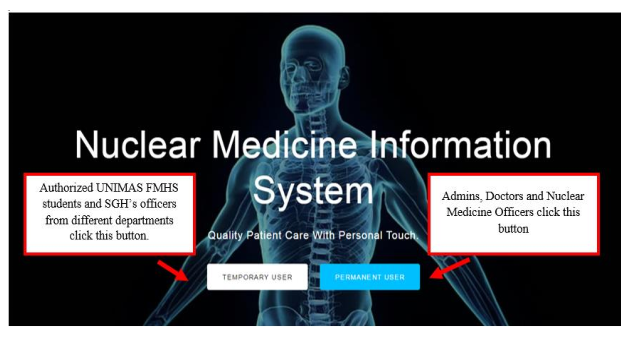 Nuclear Medicine Information
System
Authorized UNIMAS FMHS
students and SGH's officers
from different departments
click this button.
Admins, Doctors and Nuclear
Medicine Officers click this
button
Quality Patient Care With Personal Touch.
TEMPORARY USER
PERMANENT USER